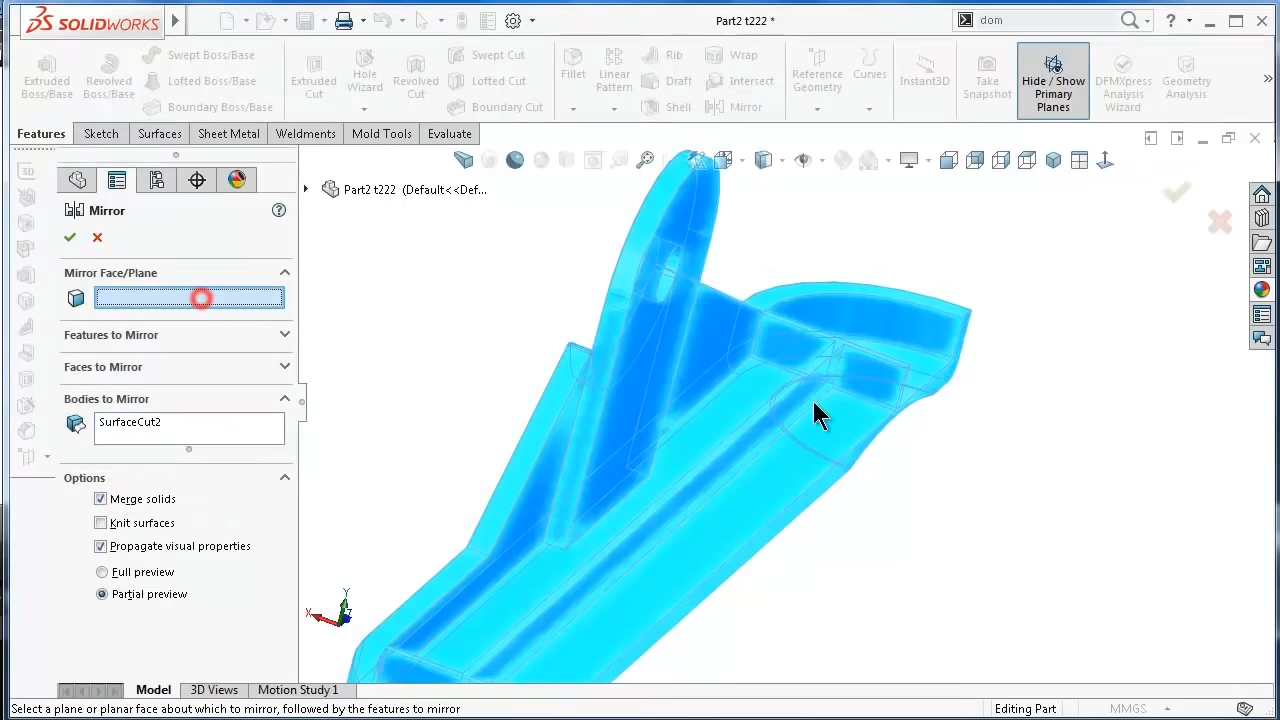 SOLIDWORKS
Part2 t222 *
dom
?
Extruded Boss/Base
Revolved Boss/Base
Swept Boss/Base
Lofted Boss/Base
Boundary Boss/Base
Extruded Cut
Hole Wizard
Revolved Cut
Swept Cut
Lofted Cut
Boundary Cut
Fillet
Linear Pattern
Rib
Draft
Shell
Wrap
Intersect
Mirror
Reference Geometry
Curves
Instant3D
Take Snapshot
Hide / Show Primary Planes
DFMXpress Analysis Wizard
Geometry Analysis
Features
Sketch
Surfaces
Sheet Metal
Weldments
Mold Tools
Evaluate
3D
Part2 t222 (Default<<Def...
Mirror
Mirror Face/Plane
Features to Mirror
Faces to Mirror
Bodies to Mirror
SurfaceCut2
Options
Merge solids
Knit surfaces
Propagate visual properties
Full preview
Partial preview
Y
X
Z
Model
3D Views
Motion Study 1
Select a plane or planar face about which to mirror, followed by the features to mirror
Editing Part
MMGS